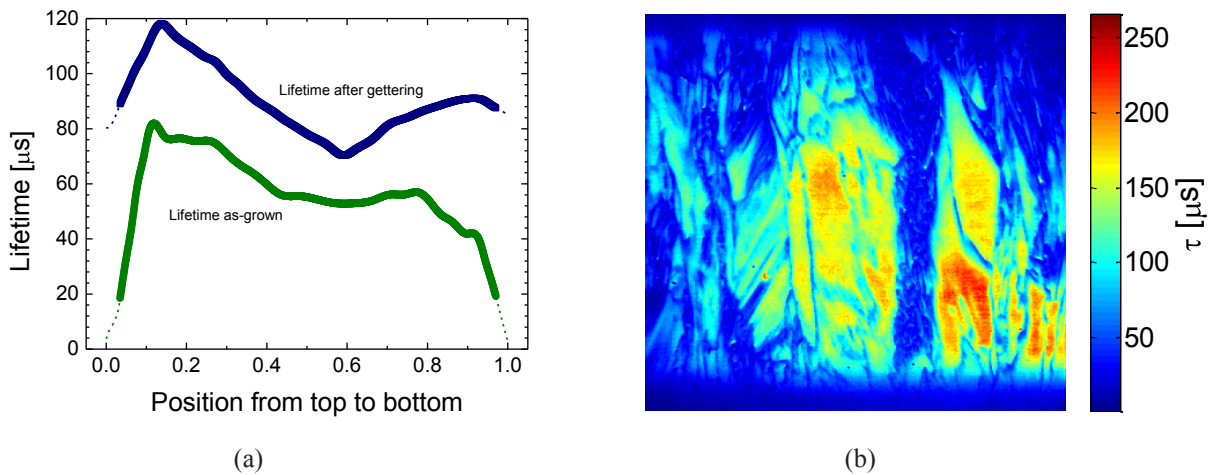 120
100
80
60
40
20
0
Lifetime [μs]
Lifetime after gettering
Lifetime as-grown
0.0 0.2 0.4 0.6 0.8 1.0
Position from top to bottom
(a)
250
200
150
100
50
τ [μs]
(b)